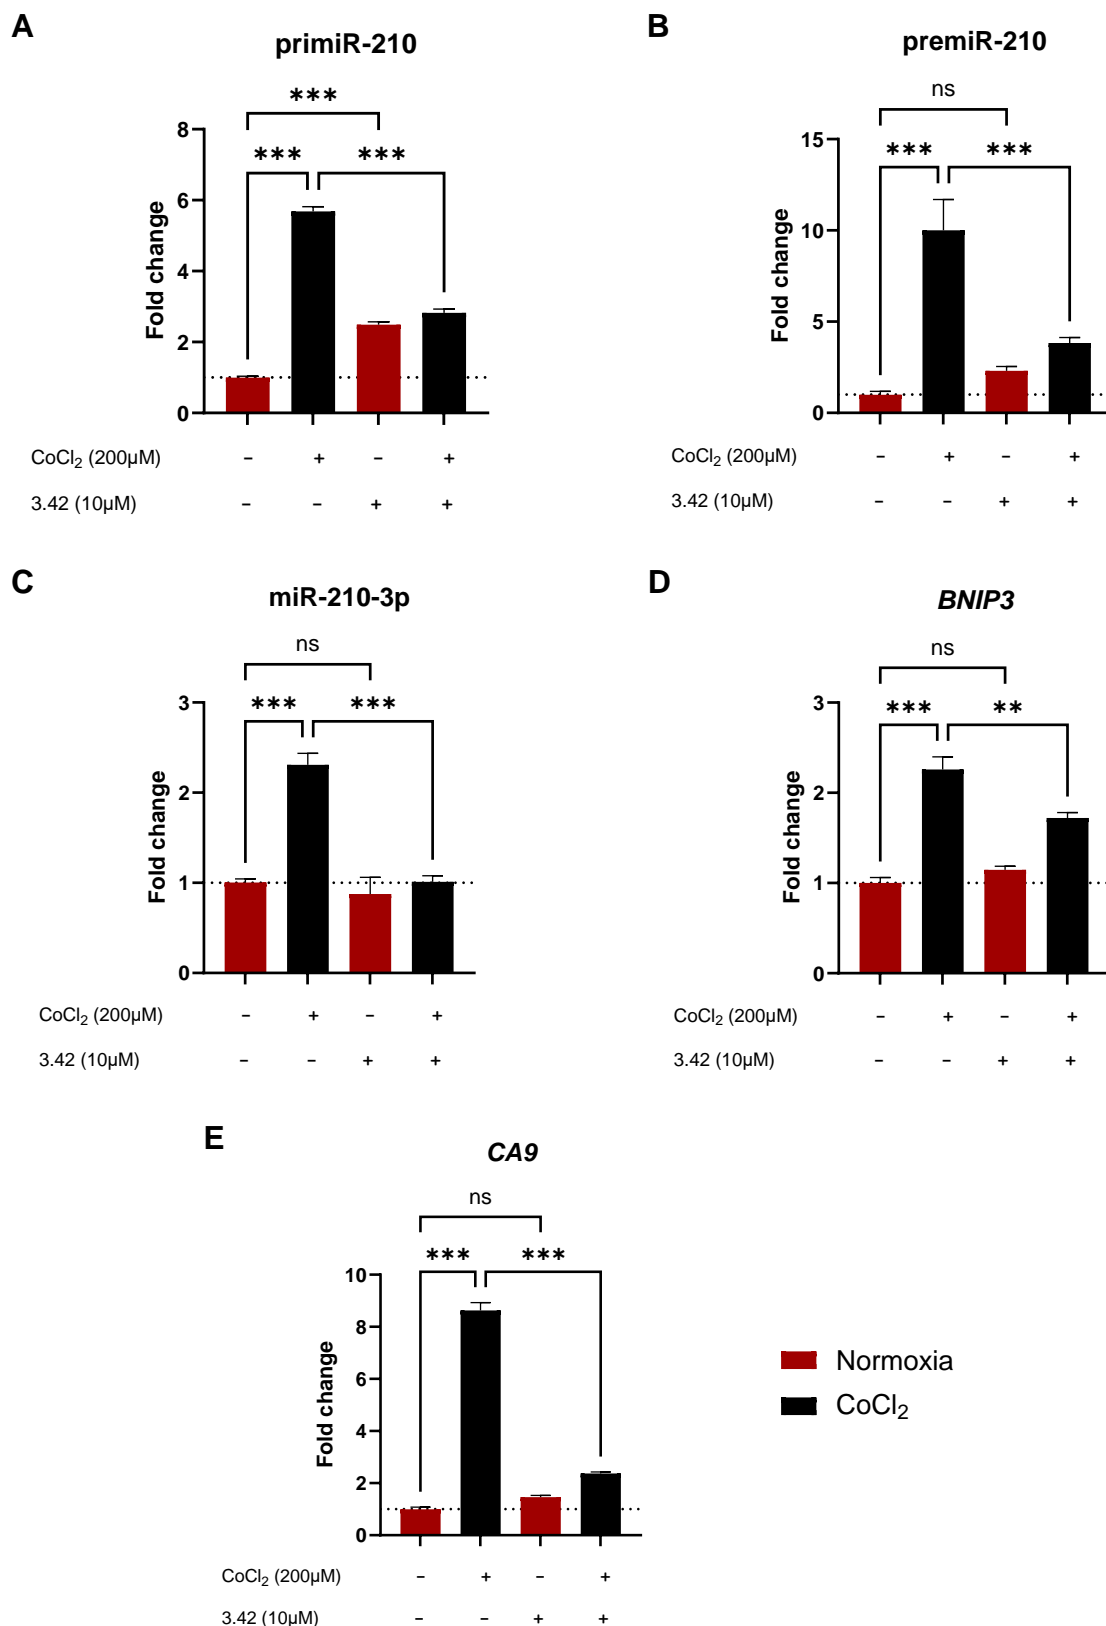 A
primiR-210
***
***
***
8
6
4
2
0
Fold change
CoCl₂ (200µM) - + - +
3.42 (10µM) - - + +
B
premiR-210
ns
***
***
15
10
5
0
Fold change
CoCl₂ (200µM) - + - +
3.42 (10µM) - - + +
C
miR-210-3p
ns
***
***
3
2
1
0
Fold change
CoCl₂ (200µM) - + - +
3.42 (10µM) - - + +
D
BNIP3
ns
***
**
3
2
1
0
Fold change
CoCl₂ (200µM) - + - +
3.42 (10µM) - - + +
E
CA9
ns
***
***
10
8
6
4
2
0
Fold change
CoCl₂ (200µM) - + - +
3.42 (10µM) - - + +
Normoxia
CoCl₂